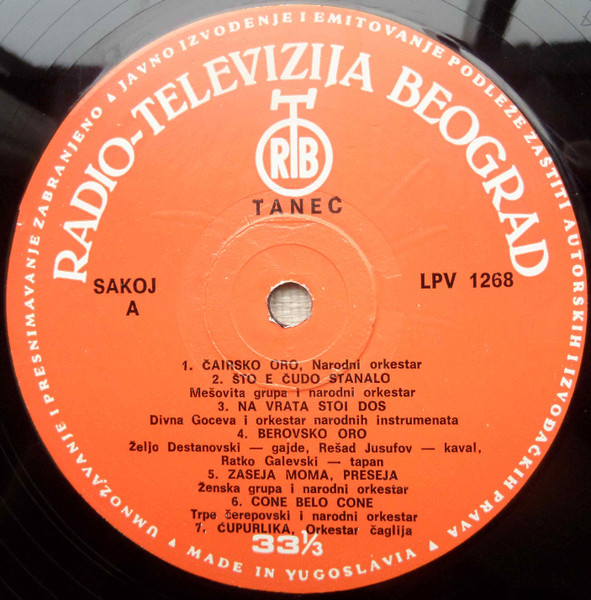 UMNOŽAVANJE I PRESNIMAVANJE ZABRANJENO ▲ JAVNO IZVOĐENJE I EMITOVANJE PODLEŽE ZAŠTITI AUTORSKIH I IZVOĐAČKIH PRAVA ▲
RADIO-TELEVIZIJA BEOGRAD
RTB
TANEC
SAKOJ
A
LPV 1268
1. ČAIRSKO ORO, Narodni orkestar
2. ŠTO E ČUDO STANALO
Mešovita grupa i narodni orkestar
3. NA VRATA STOI DOS
Divna Goceva i orkestar narodnih instrumenata
4. BEROVSKO ORO
Željo Destanovski — gajde, Rešad Jusufov — kaval,
Ratko Galevski — tapan
5. ZASEJA MOMA, PRESEJA
Ženska grupa i narodni orkestar
6. CONE BELO CONE
Trpe čerepovski i narodni orkestar
7. ĆUPURLIKA, Orkestar čaglija
33⅓
MADE IN YUGOSLAVIA ▲